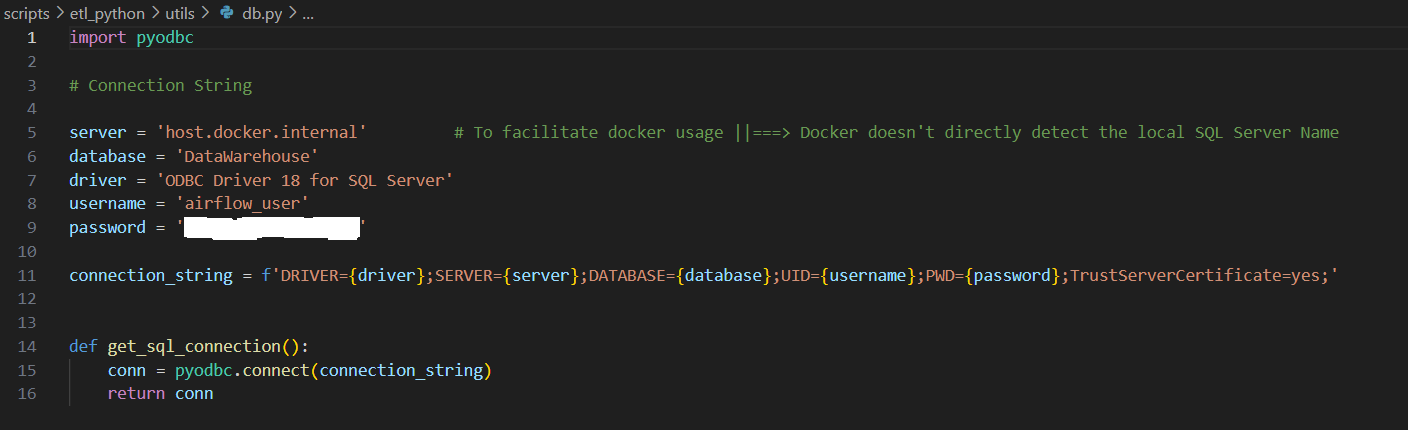 scripts > etl_python > utils > db.py > ...
1 import pyodbc
2
3 # Connection String
4
5 server = 'host.docker.internal'         # To facilitate docker usage ||===> Docker doesn't directly detect the local SQL Server Name
6 database = 'DataWarehouse'
7 driver = 'ODBC Driver 18 for SQL Server'
8 username = 'airflow_user'
9 password = ' '
10
11 connection_string = f'DRIVER={driver};SERVER={server};DATABASE={database};UID={username};PWD={password};TrustServerCertificate=yes;'
12
13
14 def get_sql_connection():
15     conn = pyodbc.connect(connection_string)
16     return conn